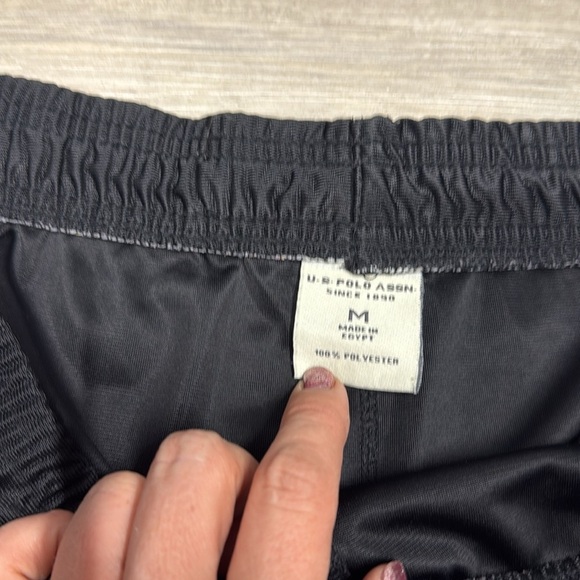 U.S. POLO ASSN.
SINCE 1890
M
MADE IN
EGYPT
100% POLYESTER